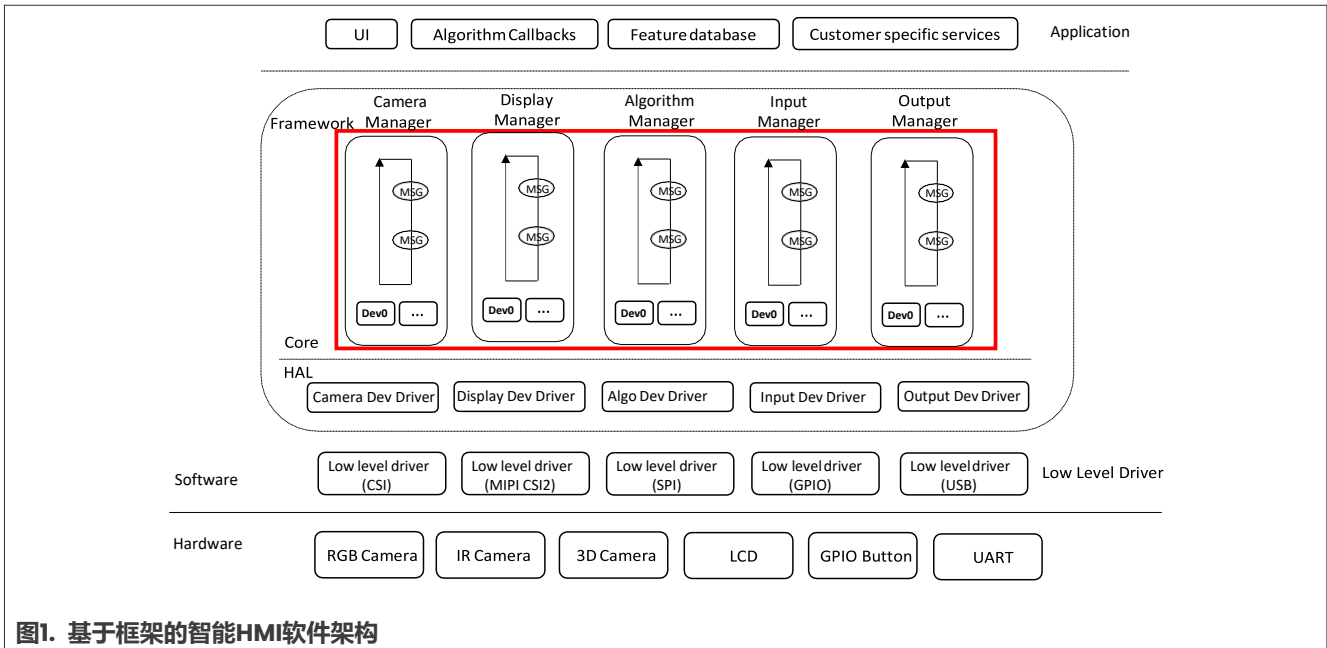 UI Algorithm Callbacks Feature database Customer specific services Application
Camera Display Algorithm Input Output
Framework Manager Manager Manager Manager Manager
MSG MSG MSG MSG MSG
MSG MSG MSG MSG MSG
Dev0 ... Dev0 ... Dev0 ... Dev0 ... Dev0 ...
Core
HAL
Camera Dev Driver Display Dev Driver Algo Dev Driver Input Dev Driver Output Dev Driver
Low level driver Low level driver Low level driver Low level driver Low level driver
Software (CSI) (MIPI CSI2) (SPI) (GPIO) (USB) Low Level Driver
Hardware
RGB Camera IR Camera 3D Camera LCD GPIO Button UART
图1. 基于框架的智能HMI软件架构